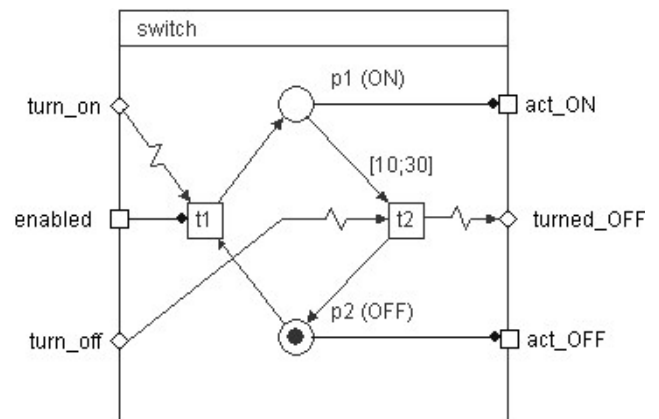 switch
p1 (ON)
turn_on
act_ON
[10;30]
enabled
t1
t2
turned_OFF
p2 (OFF)
turn_off
act_OFF